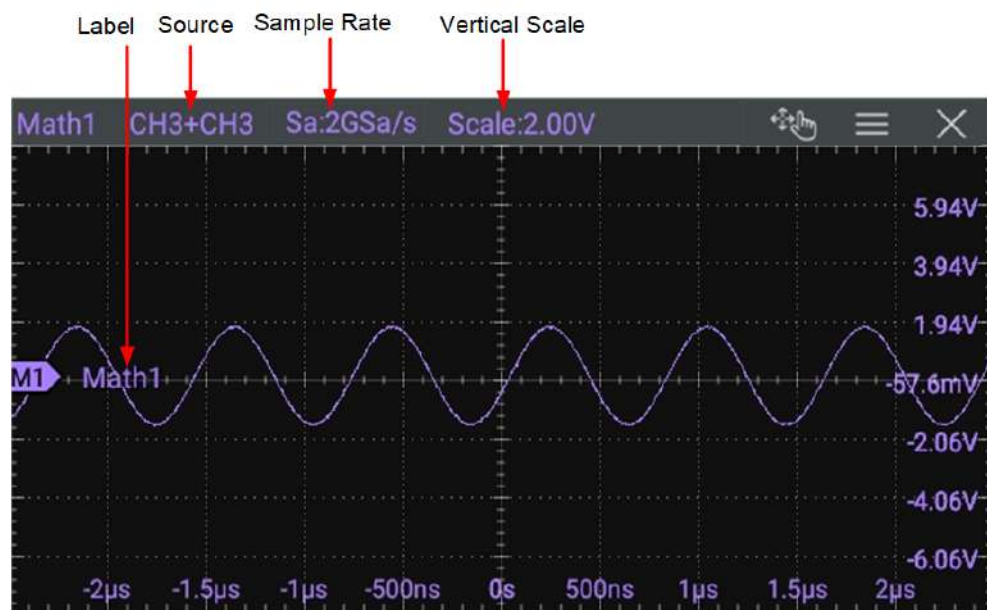 Label Source Sample Rate Vertical Scale
Math1 CH3+CH3 Sa:2GSa/s Scale:2.00V
5.94V
3.94V
1.94V
M1 Math1 -57.6mV
-2.06V
-4.06V
-6.06V
-2µs -1.5µs -1µs -500ns 0s 500ns 1µs 1.5µs 2µs